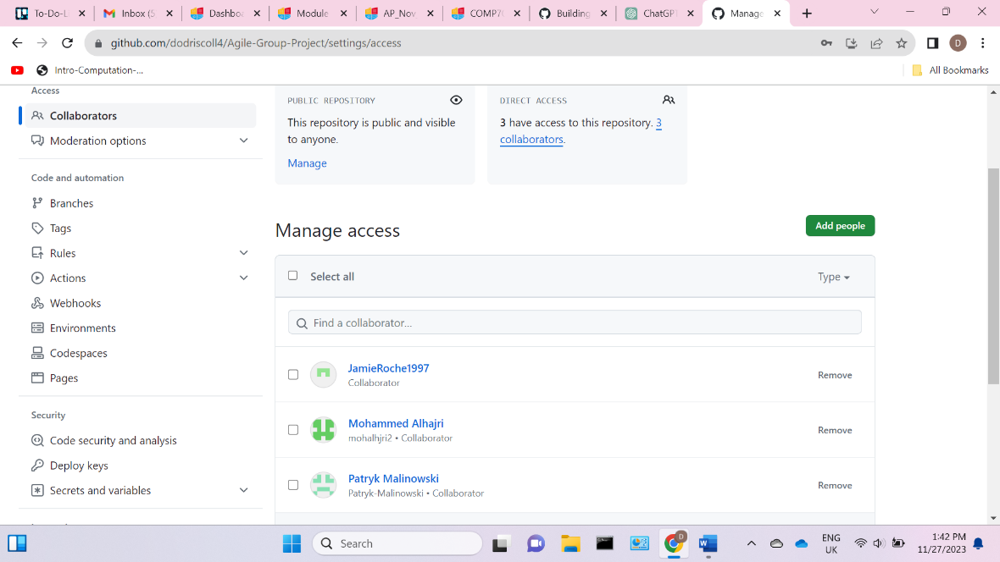 To-Do-L
Inbox (5
Dashbo
Module
AP_Nov
COMP70
Building
ChatGPT
Manage
github.com/dodriscoll4/Agile-Group-Project/settings/access
D
Intro-Computation-...
All Bookmarks
Access
Collaborators
Moderation options
Code and automation
Branches
Tags
Rules
Actions
Webhooks
Environments
Codespaces
Pages
Security
Code security and analysis
Deploy keys
Secrets and variables
PUBLIC REPOSITORY
This repository is public and visible
to anyone.
Manage
DIRECT ACCESS
3 have access to this repository. 3
collaborators.
Manage access
Add people
Select all
Type
Find a collaborator...
JamieRoche1997
Collaborator
Remove
Mohammed Alhajri
mohalhjri2 • Collaborator
Remove
Patryk Malinowski
Patryk-Malinowski • Collaborator
Remove
Search
D
ENG
UK
1:42 PM
11/27/2023